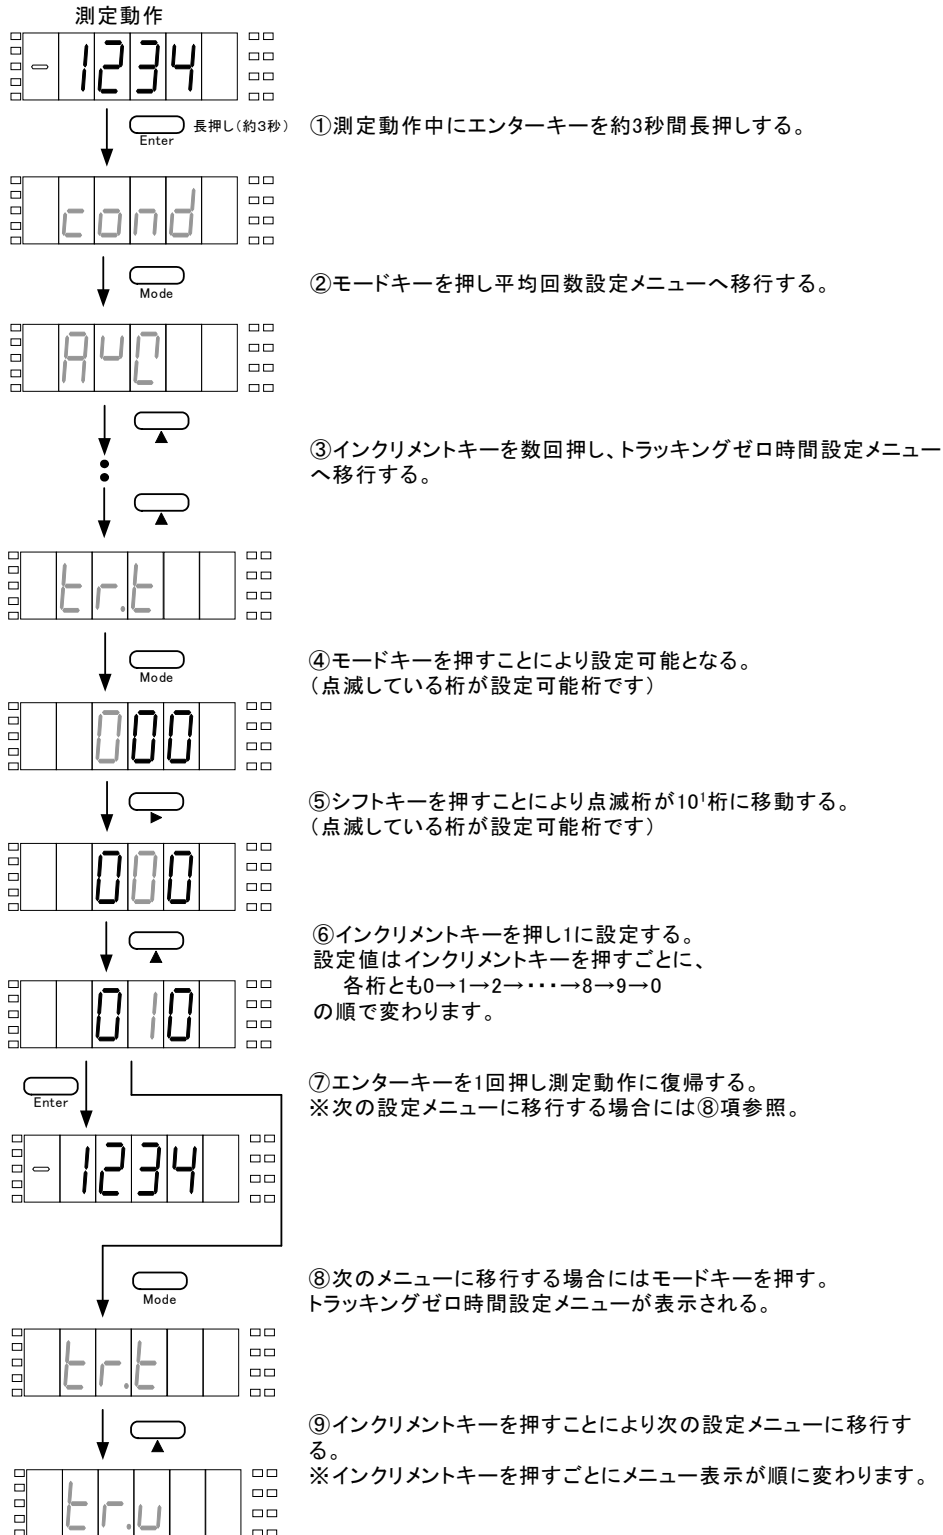 測定動作
-1234
Enter
長押し(約3秒)
①測定動作中にエンターキーを約3秒間長押しする。
cond
Mode
②モードキーを押し平均回数設定メニューへ移行する。
AVG
③インクリメントキーを数回押し、トラッキングゼロ時間設定メニュー
へ移行する。
tr.t
Mode
④モードキーを押すことにより設定可能となる。
(点滅している桁が設定可能桁です)
000
⑤シフトキーを押すことにより点滅桁が10¹桁に移動する。
(点滅している桁が設定可能桁です)
000
⑥インクリメントキーを押し1に設定する。
設定値はインクリメントキーを押すごとに、
各桁とも0→1→2→・・・→8→9→0
の順で変わります。
010
Enter
⑦エンターキーを1回押し測定動作に復帰する。
※次の設定メニューに移行する場合には⑧項参照。
-1234
Mode
⑧次のメニューに移行する場合にはモードキーを押す。
トラッキングゼロ時間設定メニューが表示される。
tr.t
⑨インクリメントキーを押すことにより次の設定メニューに移行す
る。
※インクリメントキーを押すごとにメニュー表示が順に変わります。
tr.u